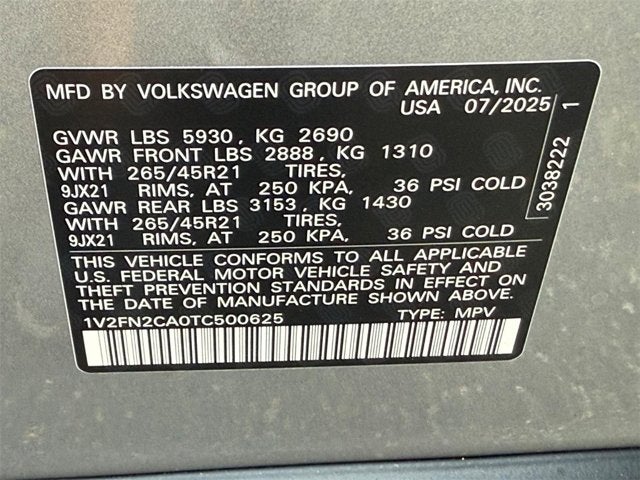 MFD BY VOLKSWAGEN GROUP OF AMERICA, INC.
USA 07/2025
GVWR LBS 5930, KG 2690
GAWR FRONT LBS 2888, KG 1310
WITH 265/45R21 TIRES,
9JX21 RIMS, AT 250 KPA, 36 PSI COLD
GAWR REAR LBS 3153, KG 1430
WITH 265/45R21 TIRES,
9JX21 RIMS, AT 250 KPA, 36 PSI COLD
THIS VEHICLE CONFORMS TO ALL APPLICABLE
U.S. FEDERAL MOTOR VEHICLE SAFETY AND
THEFT PREVENTION STANDARDS IN EFFECT ON
THE DATE OF MANUFACTURE SHOWN ABOVE.
1V2FN2CA0TC500625 TYPE: MPV
3038222 1